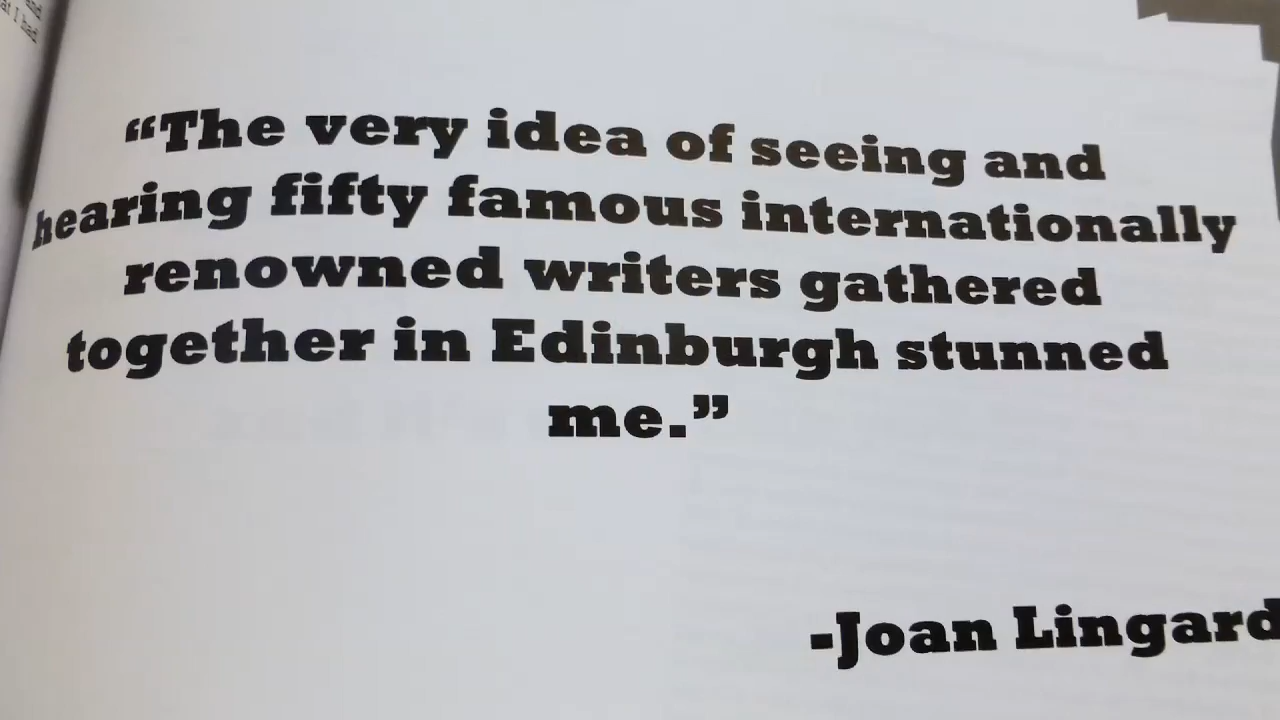 “The very idea of seeing and
hearing fifty famous internationally
renowned writers gathered
together in Edinburgh stunned
me.”
-Joan Lingard